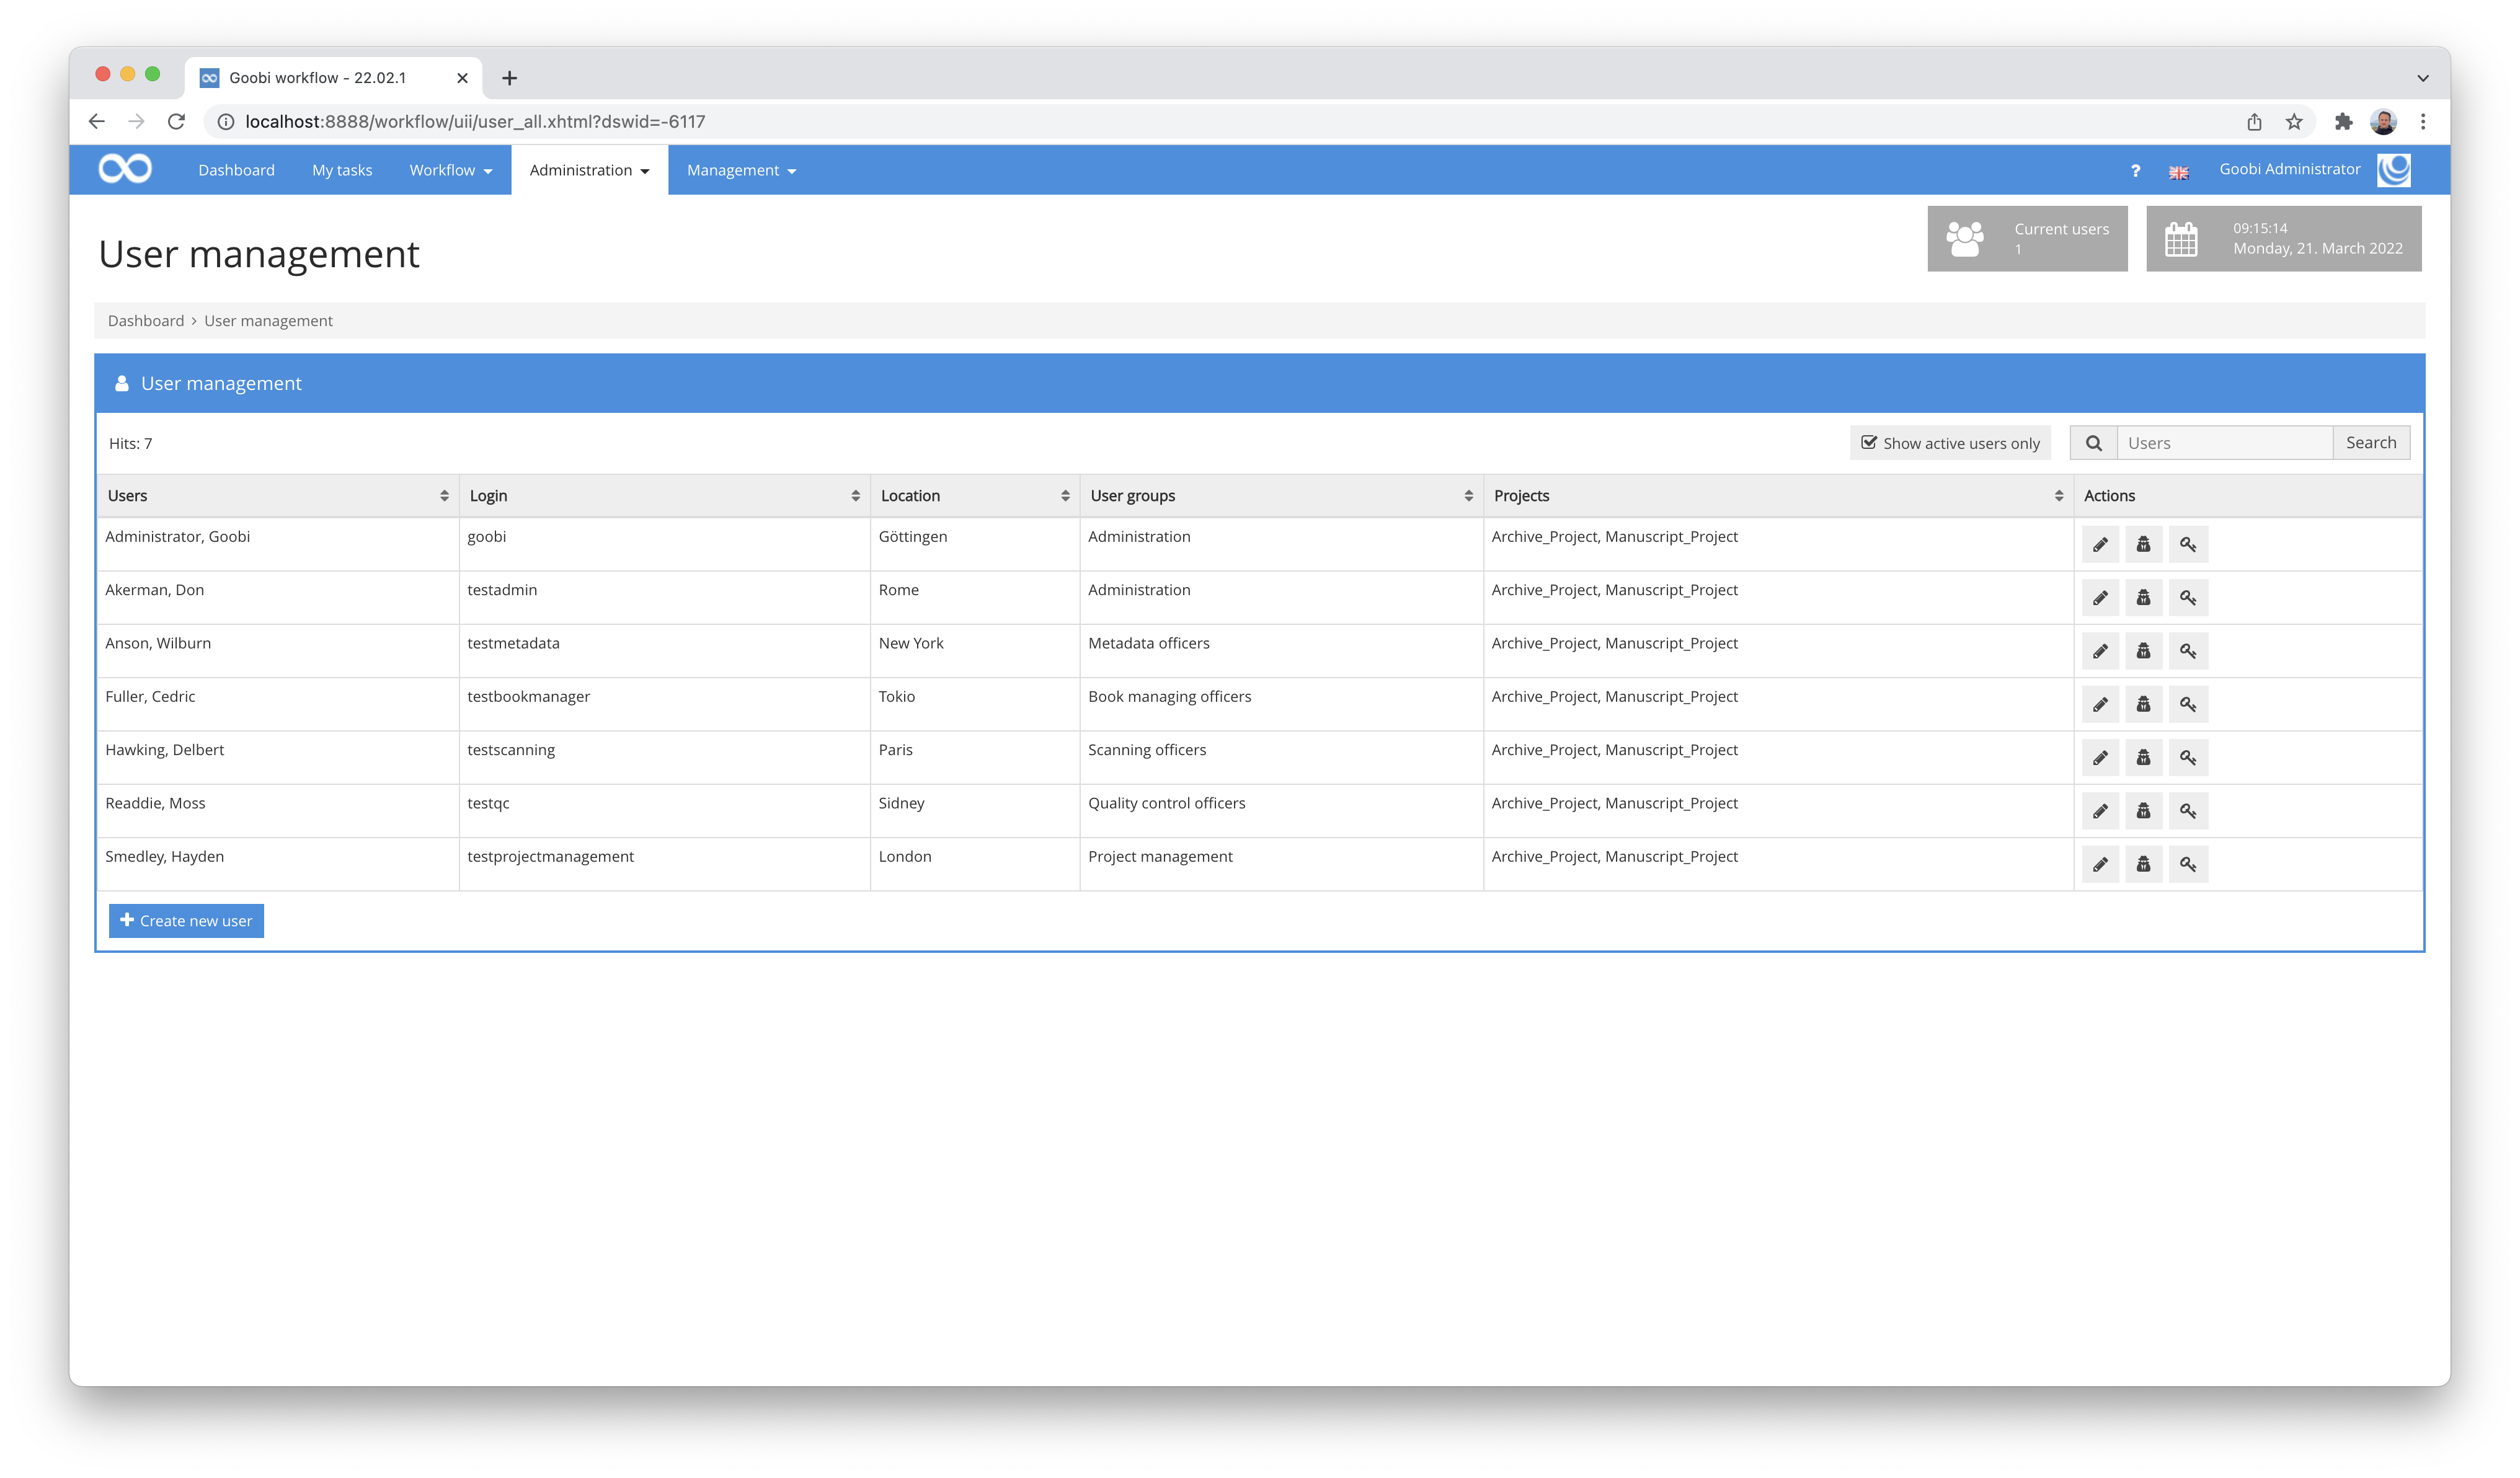 Goobi workflow - 22.02.1
localhost:8888/workflow/uii/user_all.xhtml?dswid=-6117
Dashboard My tasks Workflow Administration Management ? Goobi Administrator
User management
Current users
1
09:15:14
Monday, 21. March 2022
Dashboard > User management
User management
Hits: 7 Show active users only Users Search
Users Login Location User groups Projects Actions
Administrator, Goobi goobi Göttingen Administration Archive_Project, Manuscript_Project
Akerman, Don testadmin Rome Administration Archive_Project, Manuscript_Project
Anson, Wilburn testmetadata New York Metadata officers Archive_Project, Manuscript_Project
Fuller, Cedric testbookmanager Tokio Book managing officers Archive_Project, Manuscript_Project
Hawking, Delbert testscanning Paris Scanning officers Archive_Project, Manuscript_Project
Readdie, Moss testqc Sidney Quality control officers Archive_Project, Manuscript_Project
Smedley, Hayden testprojectmanagement London Project management Archive_Project, Manuscript_Project
Create new user